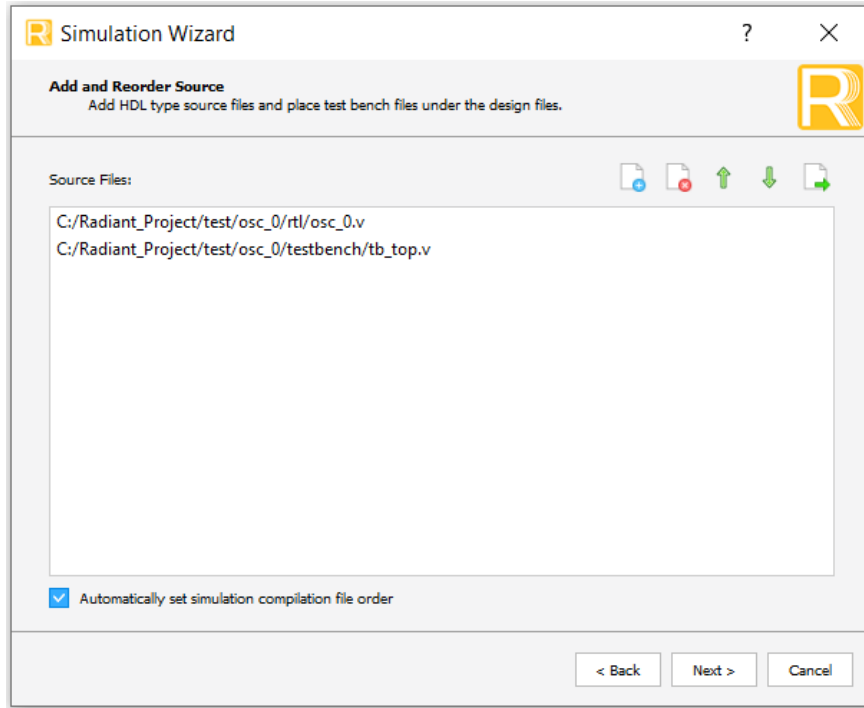 Simulation Wizard
?
Add and Reorder Source
Add HDL type source files and place test bench files under the design files.
Source Files:
C:/Radiant_Project/test/osc_0/rtl/osc_0.v
C:/Radiant_Project/test/osc_0/testbench/tb_top.v
Automatically set simulation compilation file order
< Back
Next >
Cancel